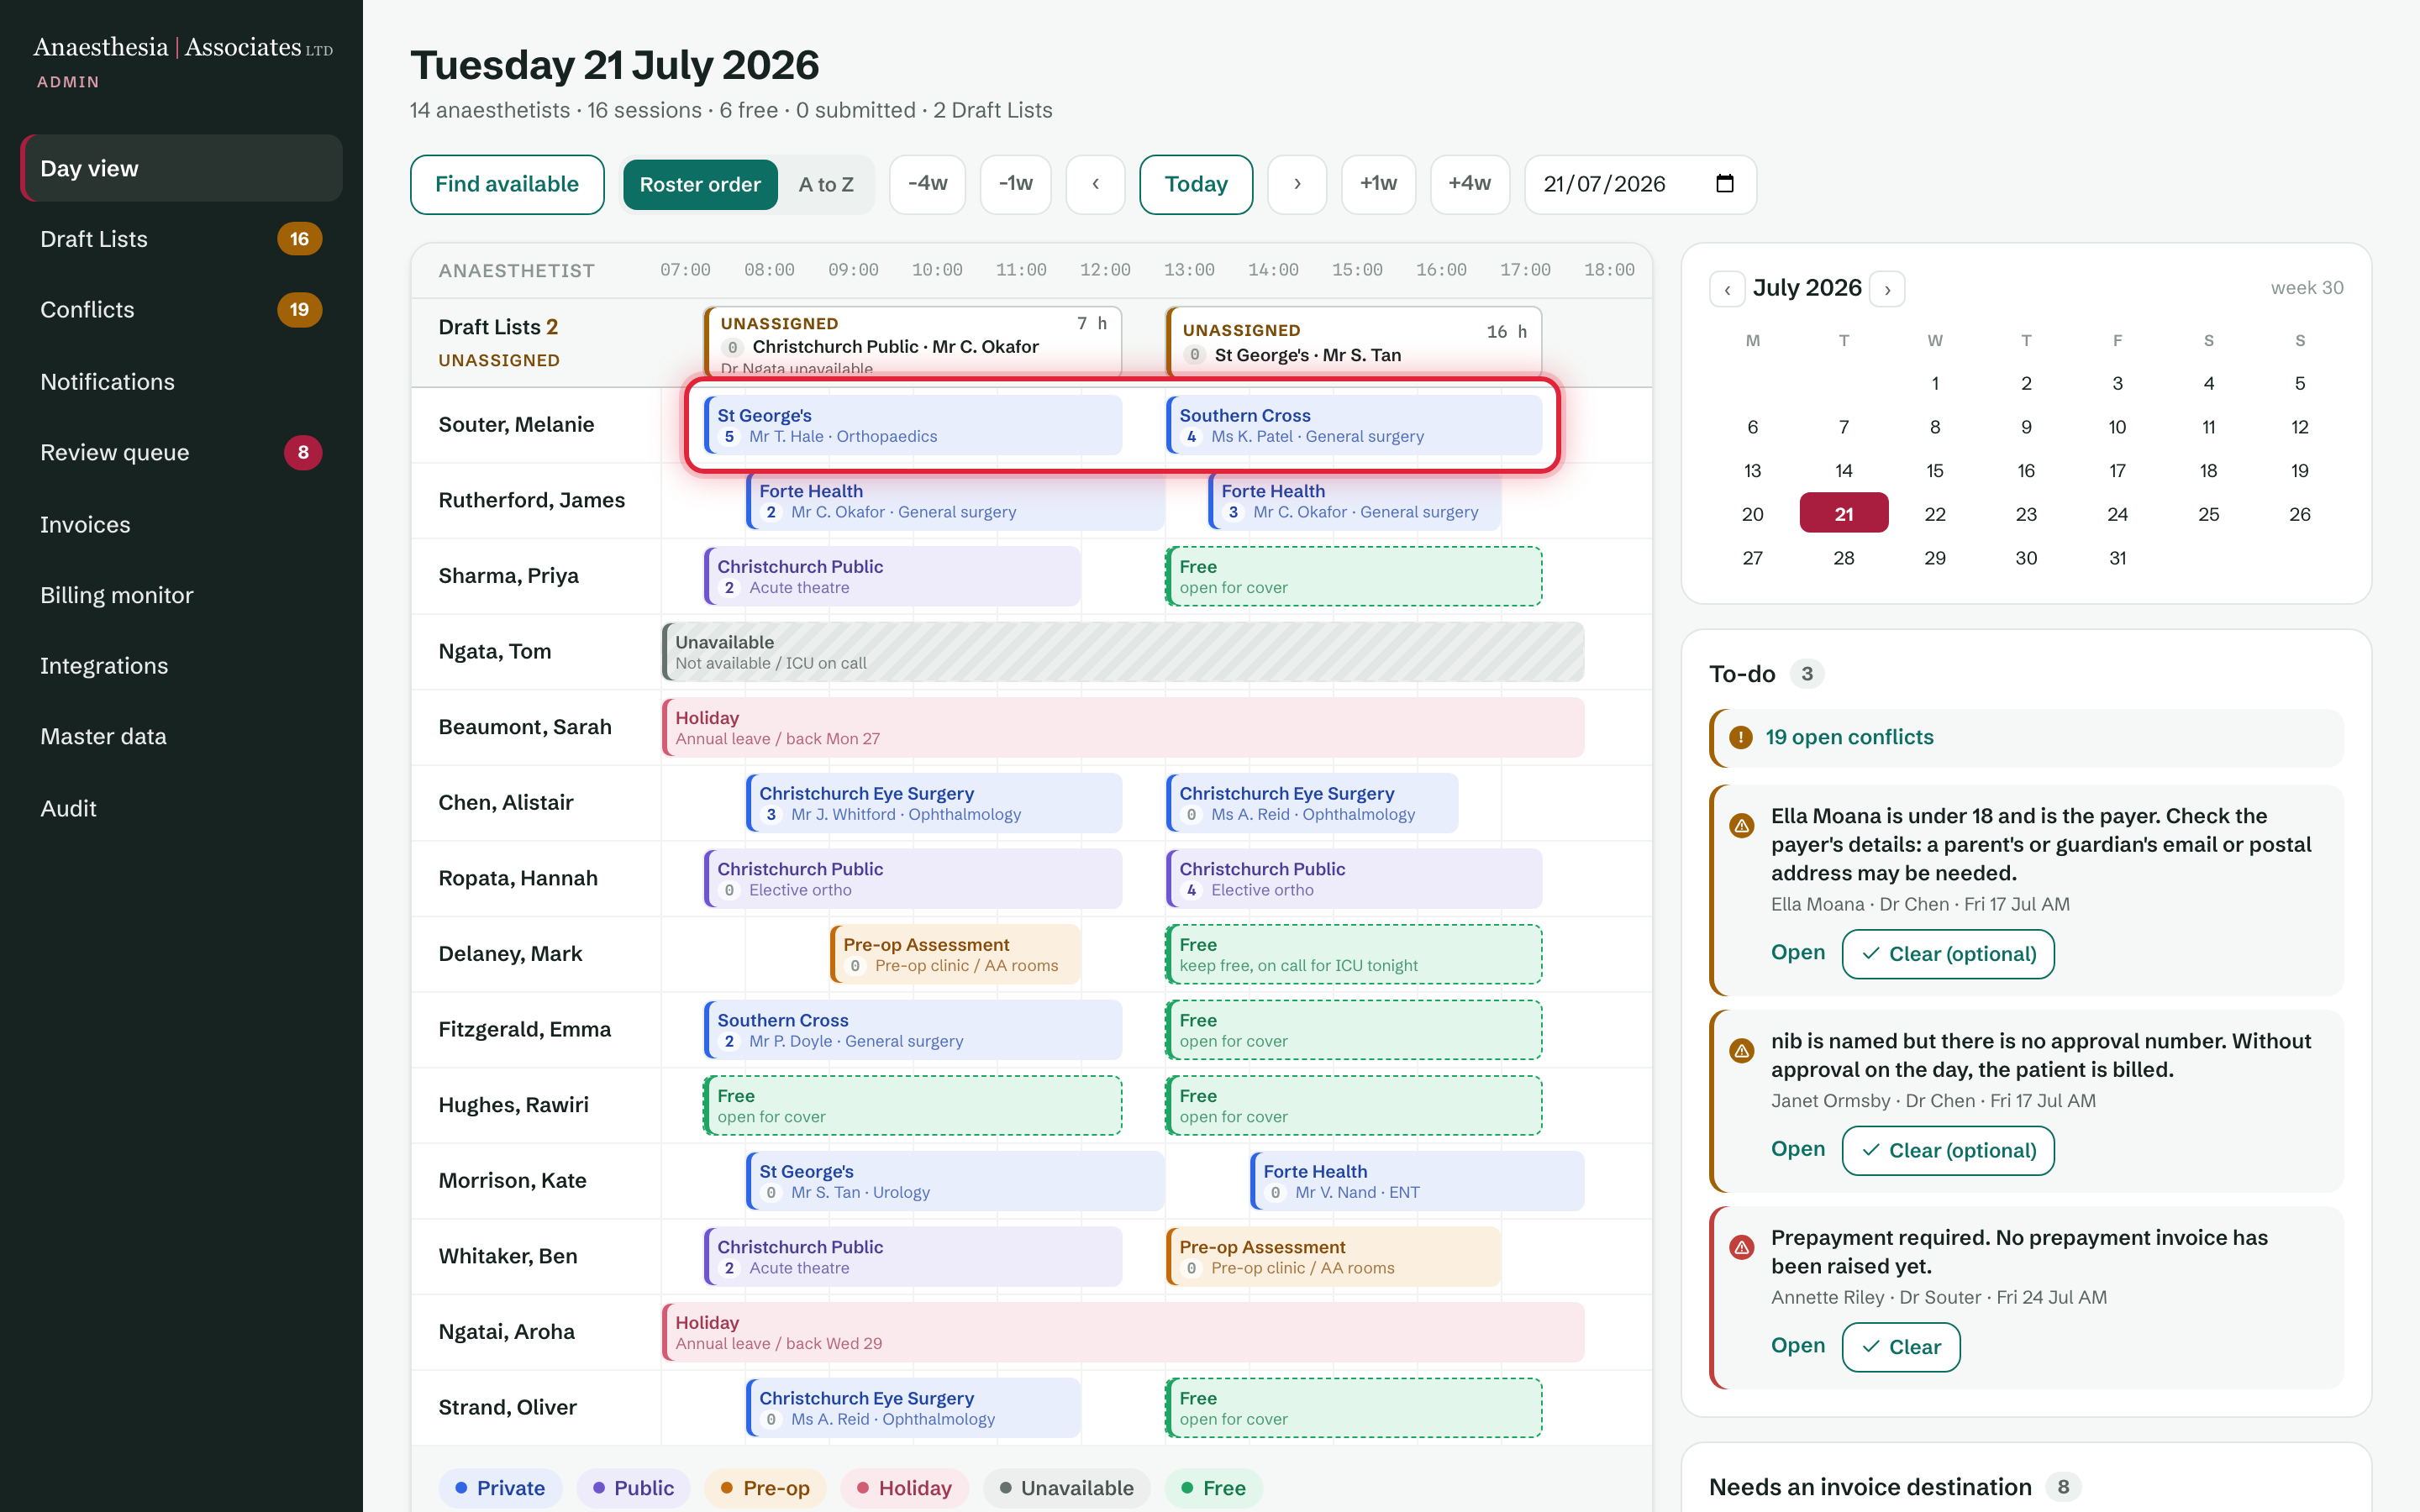 Anaesthesia | Associates LTD
ADMIN
Day view
Draft Lists 16
Conflicts 19
Notifications
Review queue 8
Invoices
Billing monitor
Integrations
Master data
Audit
Tuesday 21 July 2026
14 anaesthetists · 16 sessions · 6 free · 0 submitted · 2 Draft Lists
Find available
Roster order A to Z
-4w
-1w
‹
Today
›
+1w
+4w
21/07/2026
ANAESTHETIST 07:00 08:00 09:00 10:00 11:00 12:00 13:00 14:00 15:00 16:00 17:00 18:00
Draft Lists 2
UNASSIGNED
UNASSIGNED 7 h
0 Christchurch Public · Mr C. Okafor
Dr Ngata unavailable
UNASSIGNED 16 h
0 St George's · Mr S. Tan
Souter, Melanie
St George's
5 Mr T. Hale · Orthopaedics
Southern Cross
4 Ms K. Patel · General surgery
Rutherford, James
Forte Health
2 Mr C. Okafor · General surgery
Forte Health
3 Mr C. Okafor · General surgery
Sharma, Priya
Christchurch Public
2 Acute theatre
Free
open for cover
Ngata, Tom
Unavailable
Not available / ICU on call
Beaumont, Sarah
Holiday
Annual leave / back Mon 27
Chen, Alistair
Christchurch Eye Surgery
3 Mr J. Whitford · Ophthalmology
Christchurch Eye Surgery
0 Ms A. Reid · Ophthalmology
Ropata, Hannah
Christchurch Public
0 Elective ortho
Christchurch Public
4 Elective ortho
Delaney, Mark
Pre-op Assessment
0 Pre-op clinic / AA rooms
Free
keep free, on call for ICU tonight
Fitzgerald, Emma
Southern Cross
2 Mr P. Doyle · General surgery
Free
open for cover
Hughes, Rawiri
Free
open for cover
Free
open for cover
Morrison, Kate
St George's
0 Mr S. Tan · Urology
Forte Health
0 Mr V. Nand · ENT
Whitaker, Ben
Christchurch Public
2 Acute theatre
Pre-op Assessment
0 Pre-op clinic / AA rooms
Ngatai, Aroha
Holiday
Annual leave / back Wed 29
Strand, Oliver
Christchurch Eye Surgery
0 Ms A. Reid · Ophthalmology
Free
open for cover
Private Public Pre-op Holiday Unavailable Free
‹ July 2026 › week 30
M T W T F S S
1 2 3 4 5
6 7 8 9 10 11 12
13 14 15 16 17 18 19
20 21 22 23 24 25 26
27 28 29 30 31
To-do 3
19 open conflicts
Ella Moana is under 18 and is the payer. Check the
payer's details: a parent's or guardian's email or postal
address may be needed.
Ella Moana · Dr Chen · Fri 17 Jul AM
Open ✓ Clear (optional)
nib is named but there is no approval number. Without
approval on the day, the patient is billed.
Janet Ormsby · Dr Chen · Fri 17 Jul AM
Open ✓ Clear (optional)
Prepayment required. No prepayment invoice has
been raised yet.
Annette Riley · Dr Souter · Fri 24 Jul AM
Open ✓ Clear
Needs an invoice destination 8